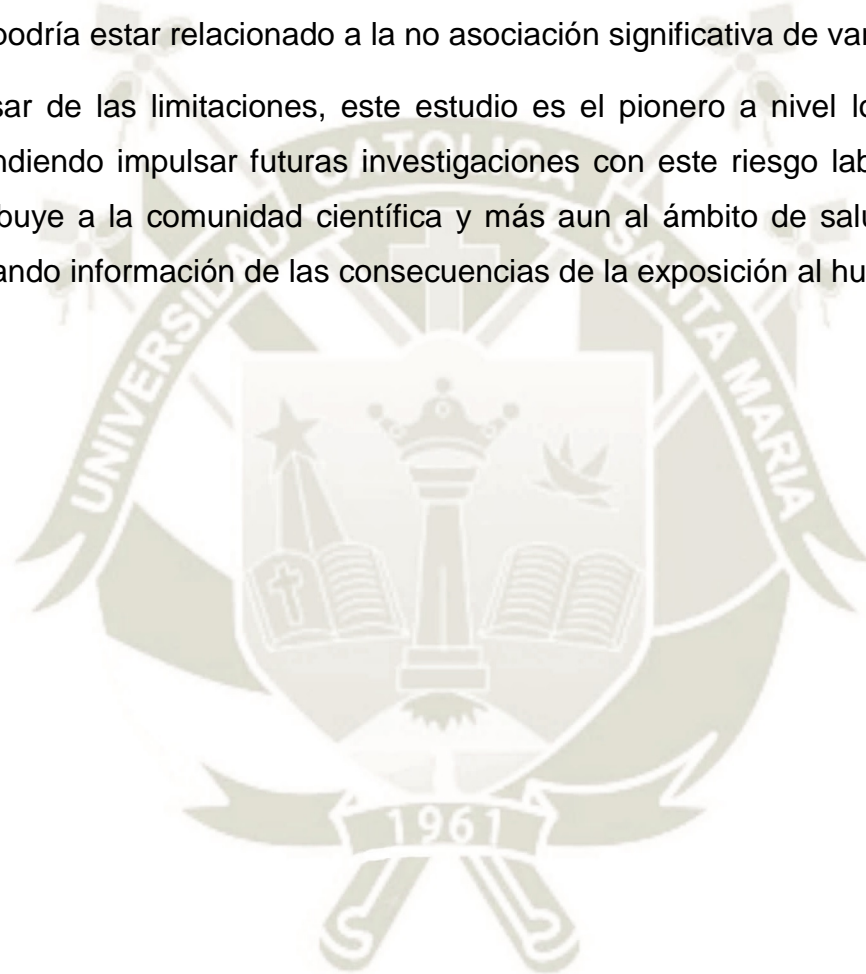 podría estar relacionado a la no asociación significativa de var
sar de las limitaciones, este estudio es el pionero a nivel lo
ndiendo impulsar futuras investigaciones con este riesgo lab
buye a la comunidad científica y más aun al ámbito de salu
ando información de las consecuencias de la exposición al hu
UNIVERSIDAD CATOLICA SANTA MARIA
1961